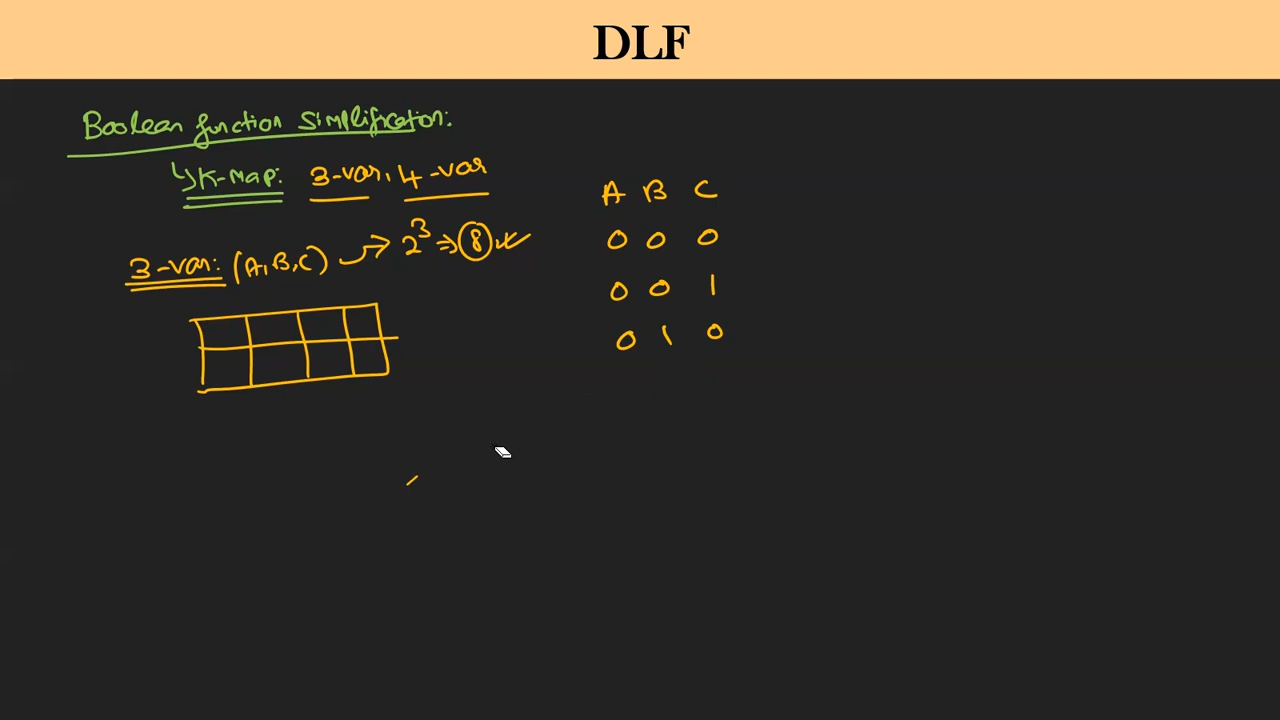 DLF
Boolean function Simplification:
↳K-Map: 3-var, 4-var
3-var: (A,B,C) → 2³ ⇒ 8 ✓
A B C
0 0 0
0 0 1
0 1 0